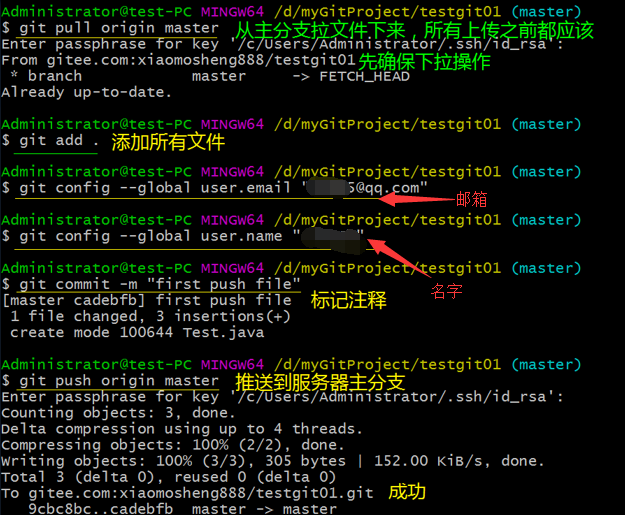 Administrator@test-PC MINGW64 /d/myGitProject/testgit01 (master)
$ git pull origin master 从主分支拉文件下来，所有上传之前都应该
Enter passphrase for key '/c/Users/Administrator/.ssh/id_rsa':
From gitee.com:xiaomosheng888/testgit01 先确保下拉操作
 * branch            master     -> FETCH_HEAD
Already up-to-date.
Administrator@test-PC MINGW64 /d/myGitProject/testgit01 (master)
$ git add . 添加所有文件
Administrator@test-PC MINGW64 /d/myGitProject/testgit01 (master)
$ git config --global user.email "5@qq.com"
邮箱
Administrator@test-PC MINGW64 /d/myGitProject/testgit01 (master)
$ git config --global user.name ""
Administrator@test-PC MINGW64 /d/myGitProject/testgit01 (master)
$ git commit -m "first push file"
名字
[master cadebfb] first push file 标记注释
 1 file changed, 3 insertions(+)
 create mode 100644 Test.java
Administrator@test-PC MINGW64 /d/myGitProject/testgit01 (master)
$ git push origin master 推送到服务器主分支
Enter passphrase for key '/c/Users/Administrator/.ssh/id_rsa':
Counting objects: 3, done.
Delta compression using up to 4 threads.
Compressing objects: 100% (2/2), done.
Writing objects: 100% (3/3), 305 bytes | 152.00 KiB/s, done.
Total 3 (delta 0), reused 0 (delta 0)
To gitee.com:xiaomosheng888/testgit01.git 成功
   9cbc8bc..cadebfb  master -> master